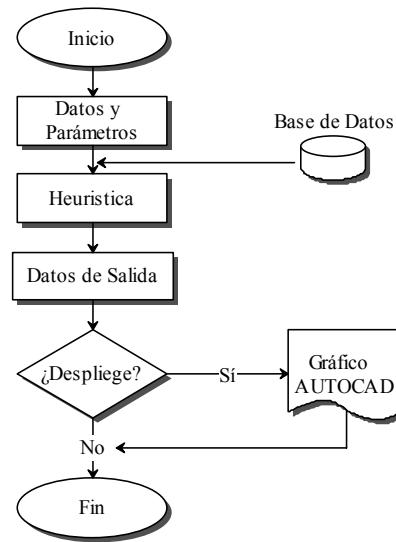 Inicio
Datos y
Parámetros
Base de Datos
Heuristica
Datos de Salida
¿Despliege?
Sí
Gráfico
AUTOCAD
No
Fin